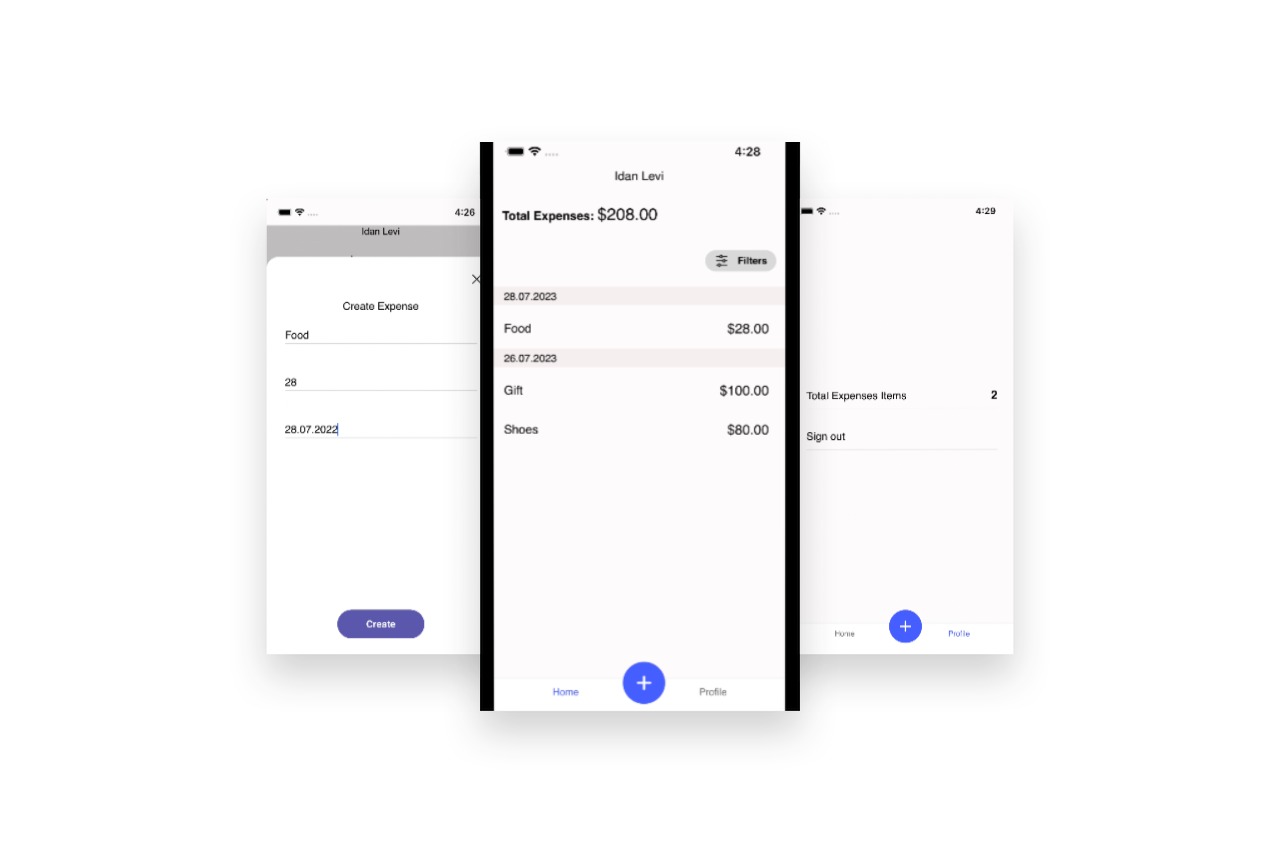 4:26
Idan Levi
Create Expense
Food
28
28.07.2022
Create
4:28
Idan Levi
Total Expenses: $208.00
Filters
28.07.2023
Food $28.00
26.07.2023
Gift $100.00
Shoes $80.00
Home Profile
4:29
Total Expenses Items 2
Sign out
Home Profile